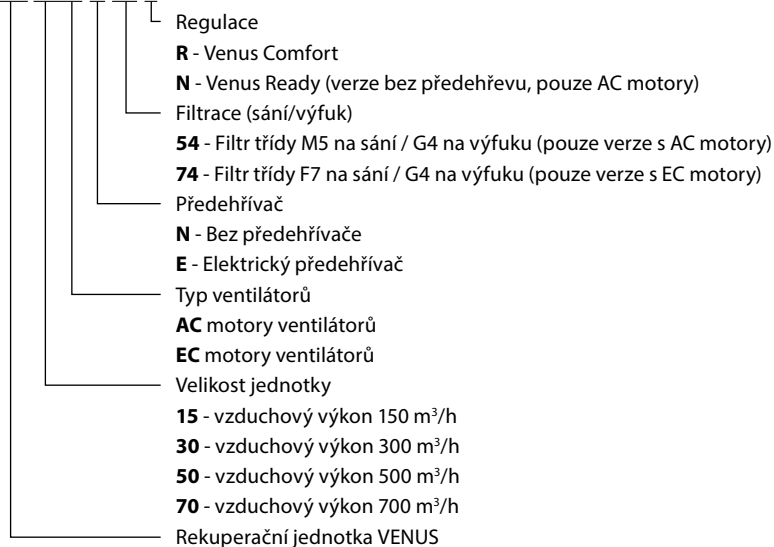 Regulace
R - Venus Comfort
N - Venus Ready (verze bez předehřevu, pouze AC motory)
Filtrace (sání/výfuk)
54 - Filtr třídy M5 na sání / G4 na výfuku (pouze verze s AC motory)
74 - Filtr třídy F7 na sání / G4 na výfuku (pouze verze s EC motory)
Předehřívač
N - Bez předehřívače
E - Elektrický předehřívač
Typ ventilátorů
AC motory ventilátorů
EC motory ventilátorů
Velikost jednotky
15 - vzduchový výkon 150 m³/h
30 - vzduchový výkon 300 m³/h
50 - vzduchový výkon 500 m³/h
70 - vzduchový výkon 700 m³/h
Rekuperační jednotka VENUS